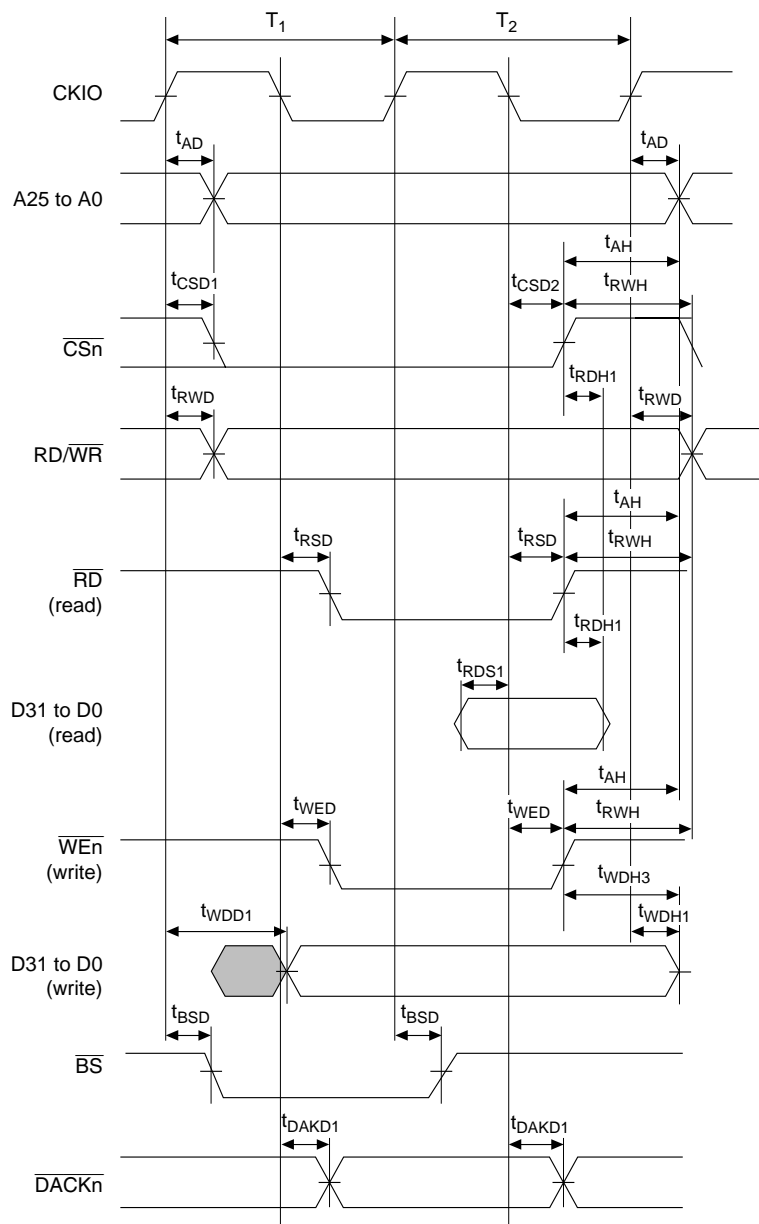 T1 T2
CKIO
tAD tAD
A25 to A0
tAH
tCSD1 tCSD2 tRWH
CSn
tRDH1
tRWD tRWD
RD/WR
tAH
tRSD tRSD tRWH
RD
(read)
tRDH1
tRDS1
D31 to D0
(read)
tAH
tWED tWED tRWH
WEn
(write)
tWDH3
tWDD1 tWDH1
D31 to D0
(write)
tBSD tBSD
BS
tDAKD1 tDAKD1
DACKn